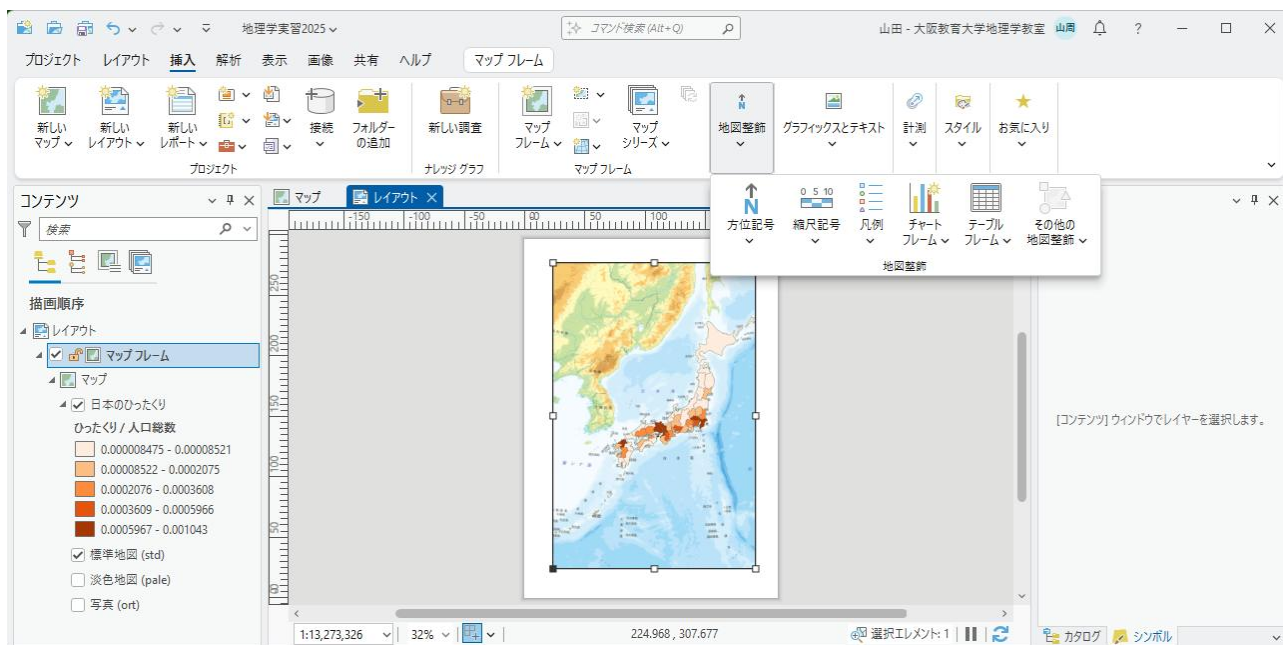 地理学実習2025
コマンド検索 (Alt+Q)
山田 - 大阪教育大学地理学教室
山周
?
プロジェクト レイアウト 挿入 解析 表示 画像 共有 ヘルプ マップ フレーム
新しい
マップ
新しい
レイアウト
新しい
レポート
プロジェクト
接続
フォルダー
の追加
新しい調査
ナレッジ グラフ
マップ
フレーム
マップ
シリーズ
マップ フレーム
地図整飾
グラフィックスとテキスト
計測
スタイル
お気に入り
N
方位記号
0 5 10
縮尺記号
凡例
チャート
フレーム
テーブル
フレーム
その他の
地図整飾
地図整飾
コンテンツ
検索
描画順序
レイアウト
マップ フレーム
マップ
日本のひったくり
ひったくり / 人口総数
0.000008475 - 0.00008521
0.00008522 - 0.0002075
0.0002076 - 0.0003608
0.0003609 - 0.0005966
0.0005967 - 0.001043
標準地図 (std)
淡色地図 (pale)
写真 (ort)
マップ レイアウト
-150 -100 -50 50 100
250
200
150
100
50
1:13,273,326
32%
224.968 , 307.677
選択エレメント: 1
[コンテンツ] ウィンドウでレイヤーを選択します。
カタログ シンボル